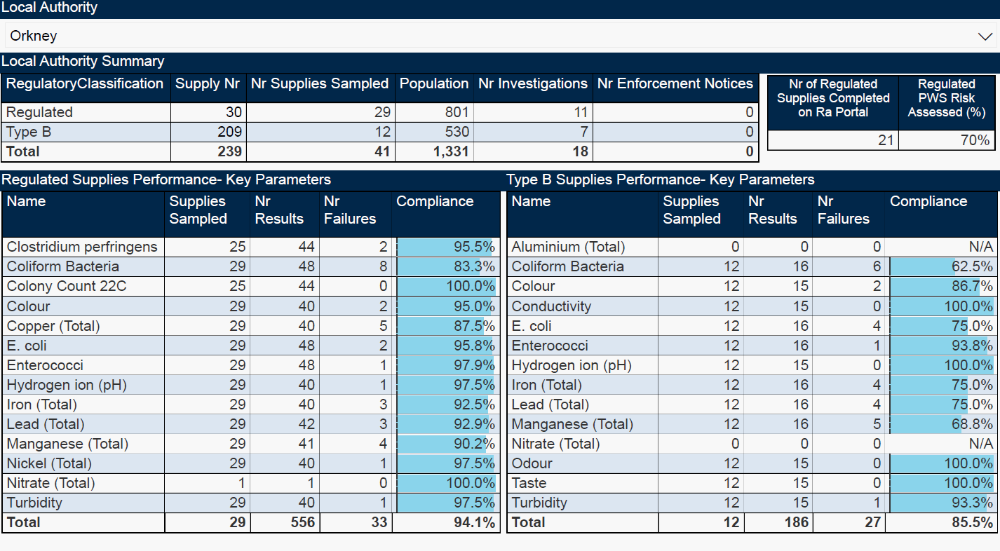 Local Authority
Orkney
Local Authority Summary
RegulatoryClassification Supply Nr Nr Supplies Sampled Population Nr Investigations Nr Enforcement Notices
Regulated 30 29 801 11 0
Type B 209 12 530 7 0
Total 239 41 1,331 18 0
Nr of Regulated Supplies Completed on Ra Portal Regulated PWS Risk Assessed (%)
21 70%
Regulated Supplies Performance- Key Parameters
Name Supplies Sampled Nr Results Nr Failures Compliance
Clostridium perfringens 25 44 2 95.5%
Coliform Bacteria 29 48 8 83.3%
Colony Count 22C 25 44 0 100.0%
Colour 29 40 2 95.0%
Copper (Total) 29 40 5 87.5%
E. coli 29 48 2 95.8%
Enterococci 29 48 1 97.9%
Hydrogen ion (pH) 29 40 1 97.5%
Iron (Total) 29 40 3 92.5%
Lead (Total) 29 42 3 92.9%
Manganese (Total) 29 41 4 90.2%
Nickel (Total) 29 40 1 97.5%
Nitrate (Total) 1 1 0 100.0%
Turbidity 29 40 1 97.5%
Total 29 556 33 94.1%
Type B Supplies Performance- Key Parameters
Name Supplies Sampled Nr Results Nr Failures Compliance
Aluminium (Total) 0 0 0 N/A
Coliform Bacteria 12 16 6 62.5%
Colour 12 15 2 86.7%
Conductivity 12 15 0 100.0%
E. coli 12 16 4 75.0%
Enterococci 12 16 1 93.8%
Hydrogen ion (pH) 12 15 0 100.0%
Iron (Total) 12 16 4 75.0%
Lead (Total) 12 16 4 75.0%
Manganese (Total) 12 16 5 68.8%
Nitrate (Total) 0 0 0 N/A
Odour 12 15 0 100.0%
Taste 12 15 0 100.0%
Turbidity 12 15 1 93.3%
Total 12 186 27 85.5%